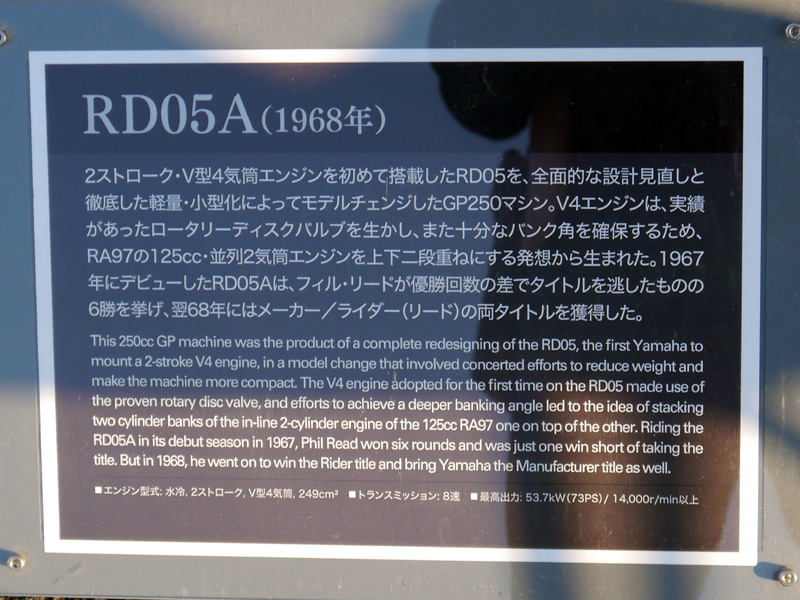 RD05A(1968年)
2ストローク・V型4気筒エンジンを初めて搭載したRD05を、全面的な設計見直しと
徹底した軽量・小型化によってモデルチェンジしたGP250マシン。V4エンジンは、実績
があったロータリーディスクバルブを生かし、また十分なバンク角を確保するため、
RA97の125cc・並列2気筒エンジンを上下二段重ねにする発想から生まれた。1967
年にデビューしたRD05Aは、フィル・リードが優勝回数の差でタイトルを逃したものの
6勝を挙げ、翌68年にはメーカー／ライダー（リード）の両タイトルを獲得した。
This 250cc GP machine was the product of a complete redesigning of the RD05, the first Yamaha to
mount a 2-stroke V4 engine, in a model change that involved concerted efforts to reduce weight and
make the machine more compact. The V4 engine adopted for the first time on the RD05 made use of
the proven rotary disc valve, and efforts to achieve a deeper banking angle led to the idea of stacking
two cylinder banks of the in-line 2-cylinder engine of the 125cc RA97 one on top of the other. Riding the
RD05A in its debut season in 1967, Phil Read won six rounds and was just one win short of taking the
title. But in 1968, he went on to win the Rider title and bring Yamaha the Manufacturer title as well.
■エンジン型式: 水冷, 2ストローク, V型4気筒, 249cm³ ■トランスミッション: 8速 ■最高出力: 53.7kW(73PS) / 14,000r/min以上